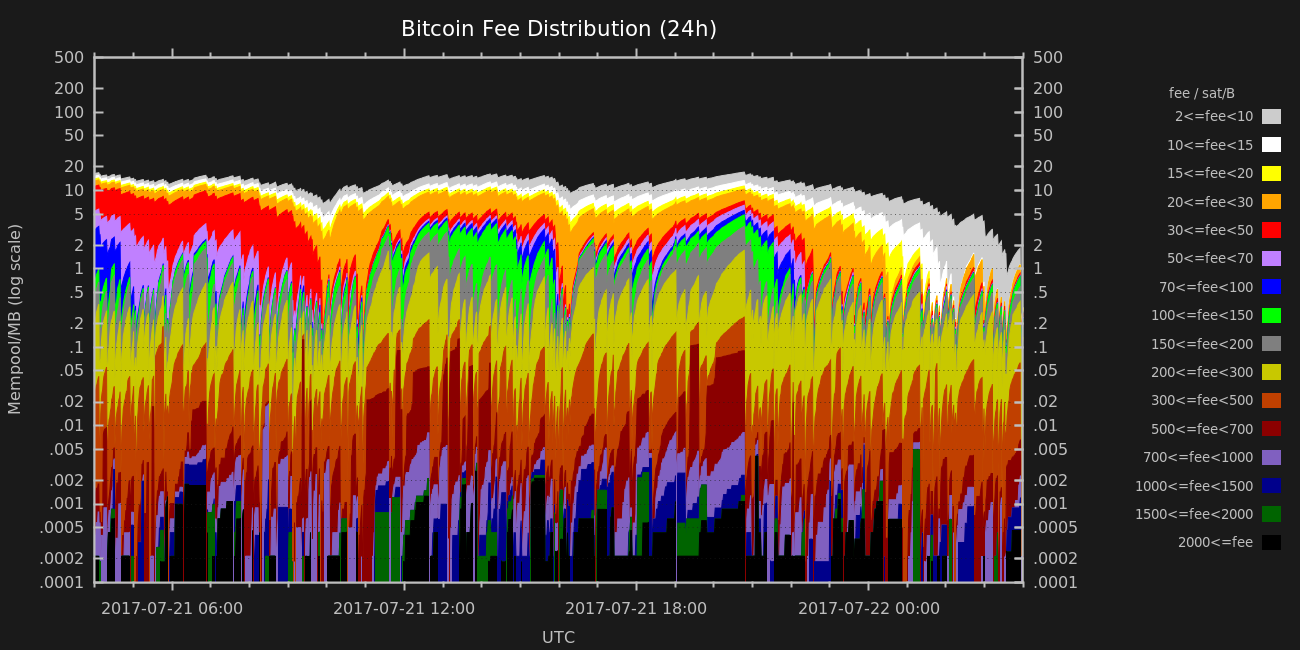 Bitcoin Fee Distribution (24h)
500
200
100
50
20
10
5
2
1
.5
.2
.1
.05
.02
.01
.005
.002
.001
.0005
.0002
.0001
Mempool/MB (log scale)
500
200
100
50
20
10
5
2
1
.5
.2
.1
.05
.02
.01
.005
.002
.001
.0005
.0002
.0001
2017-07-21 06:00
2017-07-21 12:00
2017-07-21 18:00
2017-07-22 00:00
UTC
fee / sat/B
2<=fee<10
10<=fee<15
15<=fee<20
20<=fee<30
30<=fee<50
50<=fee<70
70<=fee<100
100<=fee<150
150<=fee<200
200<=fee<300
300<=fee<500
500<=fee<700
700<=fee<1000
1000<=fee<1500
1500<=fee<2000
2000<=fee